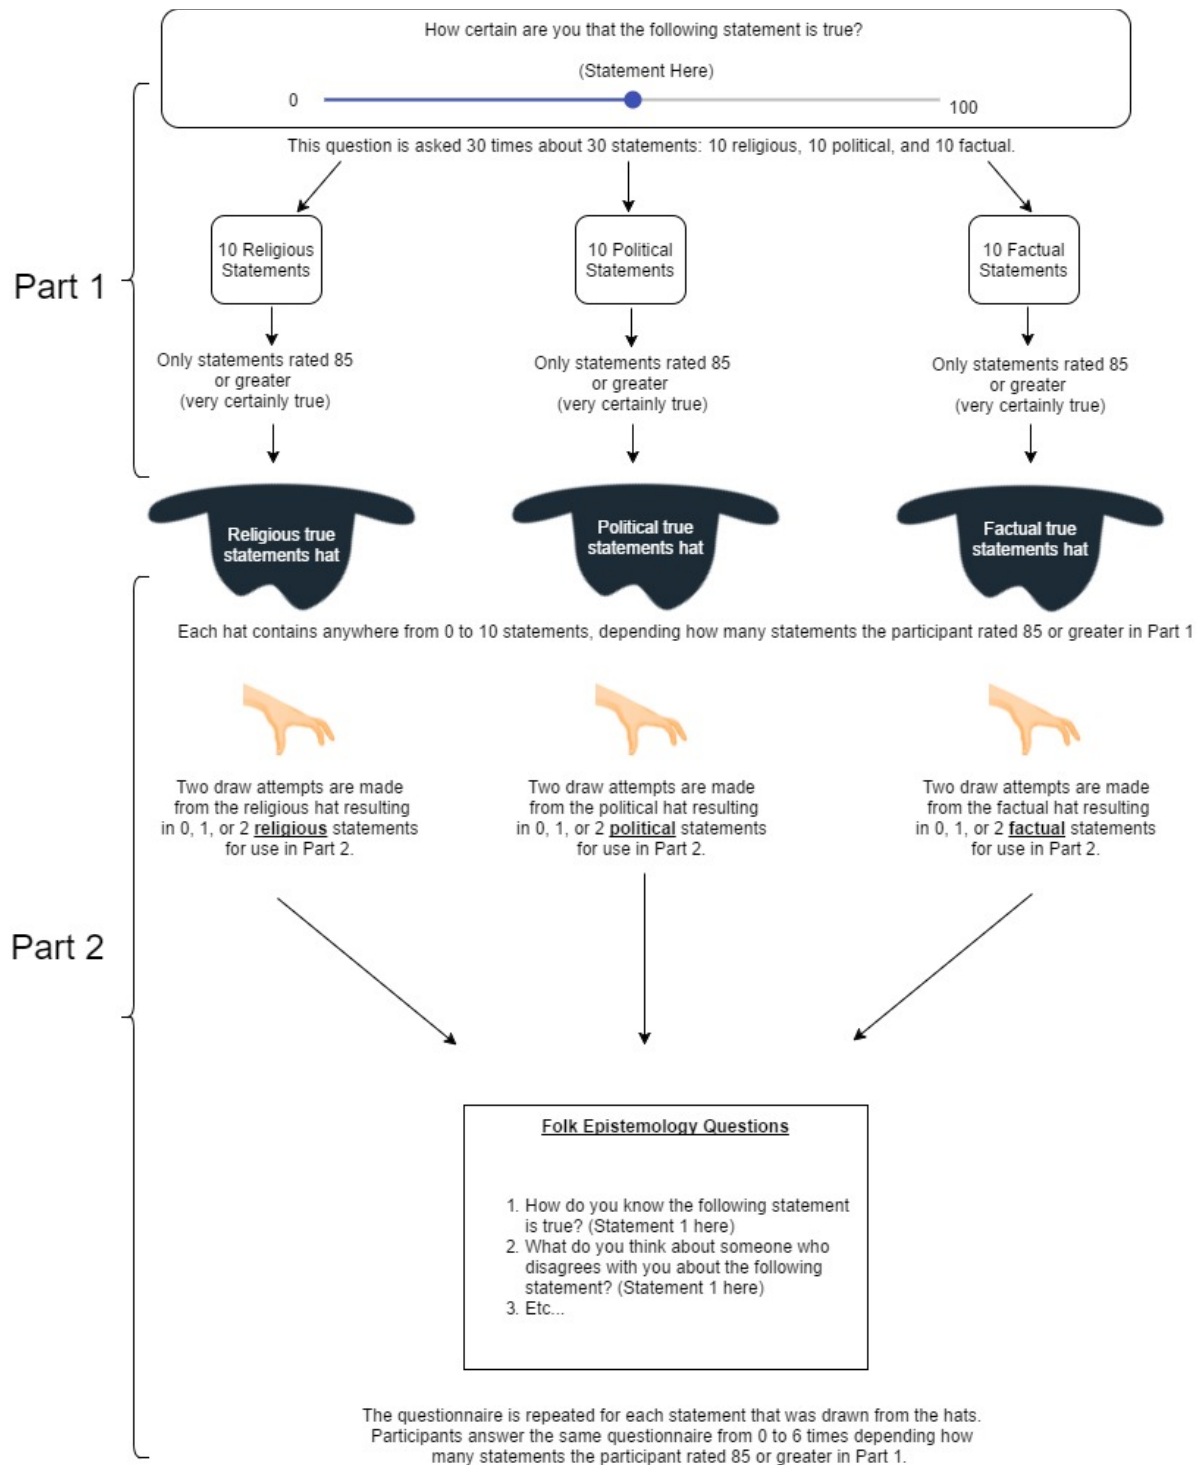 How certain are you that the following statement is true?
(Statement Here)
0
100
This question is asked 30 times about 30 statements: 10 religious, 10 political, and 10 factual.
Part 1
10 Religious
Statements
10 Political
Statements
10 Factual
Statements
Only statements rated 85
or greater
(very certainly true)
Only statements rated 85
or greater
(very certainly true)
Only statements rated 85
or greater
(very certainly true)
Religious true
statements hat
Political true
statements hat
Factual true
statements hat
Each hat contains anywhere from 0 to 10 statements, depending how many statements the participant rated 85 or greater in Part 1
Part 2
Two draw attempts are made
from the religious hat resulting
in 0, 1, or 2 religious statements
for use in Part 2.
Two draw attempts are made
from the political hat resulting
in 0, 1, or 2 political statements
for use in Part 2.
Two draw attempts are made
from the factual hat resulting
in 0, 1, or 2 factual statements
for use in Part 2.
Folk Epistemology Questions
1. How do you know the following statement
is true? (Statement 1 here)
2. What do you think about someone who
disagrees with you about the following
statement? (Statement 1 here)
3. Etc...
The questionnaire is repeated for each statement that was drawn from the hats.
Participants answer the same questionnaire from 0 to 6 times depending how
many statements the participant rated 85 or greater in Part 1.